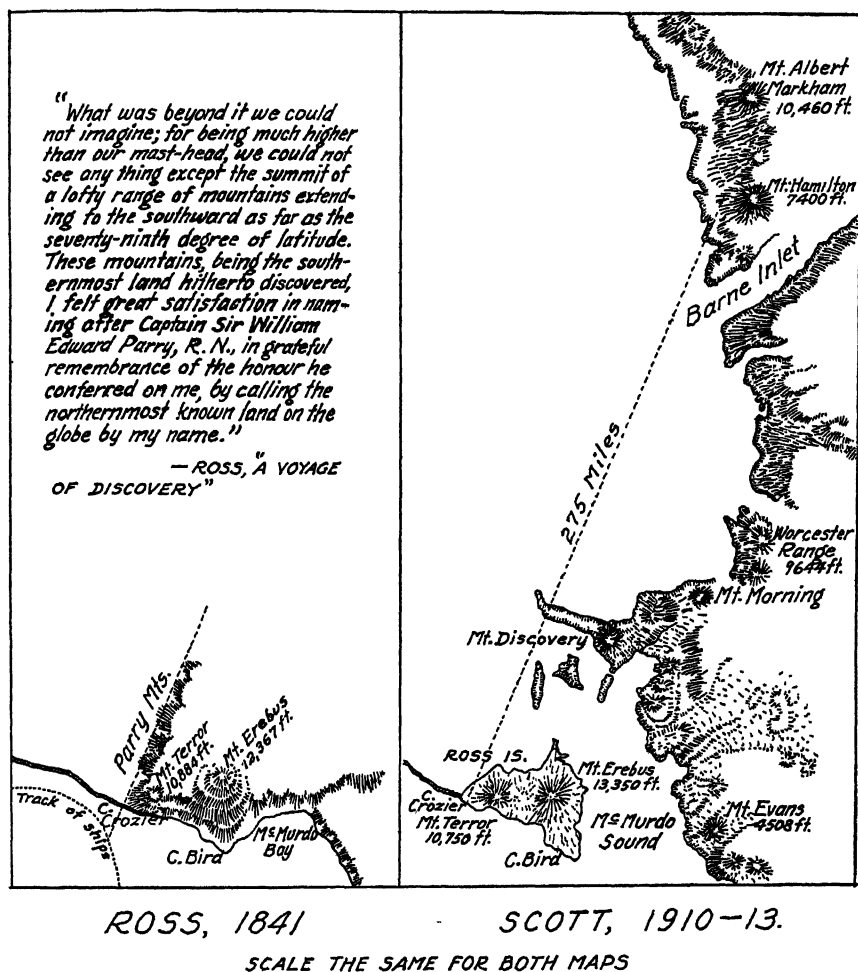 "What was beyond it we could
not imagine; for being much higher
than our mast-head, we could not
see any thing except the summit of
a lofty range of mountains extend-
ing to the southward as far as the
seventy-ninth degree of latitude.
These mountains, being the south-
ernmost land hitherto discovered,
I felt great satisfaction in nam-
ing after Captain Sir William
Edward Parry, R. N., in grateful
remembrance of the honour he
conferred on me, by calling the
northernmost known land on the
globe by my name."
— ROSS, "A VOYAGE
OF DISCOVERY"
Parry Mts.
Mt. Terror
10,884 ft.
Mt. Erebus
12,367 ft.
Track of ships
C.
Crozier
C. Bird
McMurdo
Bay
Mt. Albert
Markham
10,460 ft.
Mt. Hamilton
7400 ft.
Barne Inlet
275 Miles
Worcester
Range
9644 ft.
Mt. Morning
Mt. Discovery
ROSS IS.
Mt. Erebus
13,350 ft.
C.
Crozier
Mt. Terror
10,750 ft.
C. Bird
McMurdo
Sound
Mt. Evans
4508 ft.
ROSS, 1841
SCOTT, 1910-13.
SCALE THE SAME FOR BOTH MAPS